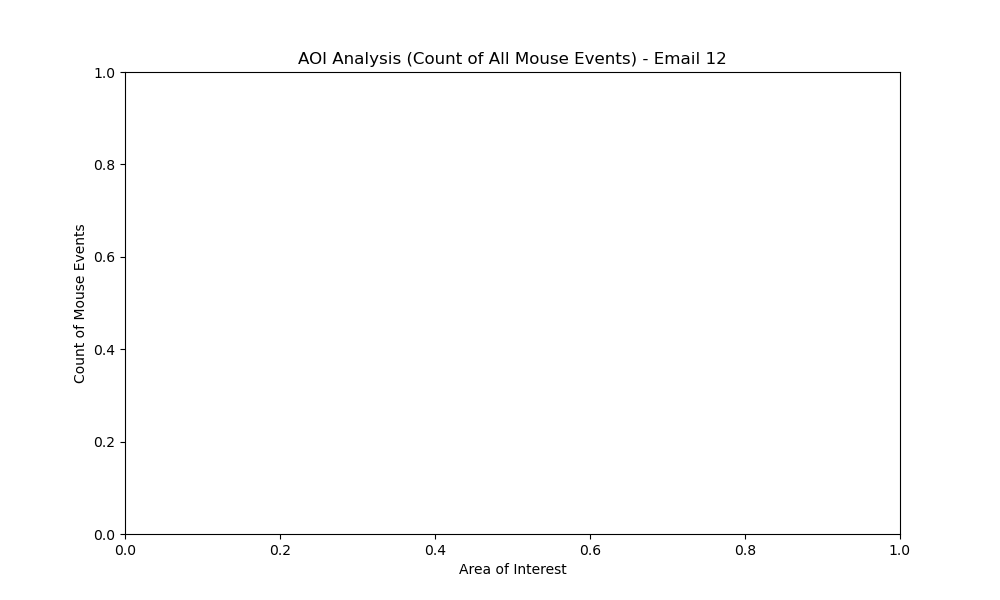 AOI Analysis (Count of All Mouse Events) - Email 12
1.0
0.8
0.6
0.4
0.2
0.0
Count of Mouse Events
0.0 0.2 0.4 0.6 0.8 1.0
Area of Interest